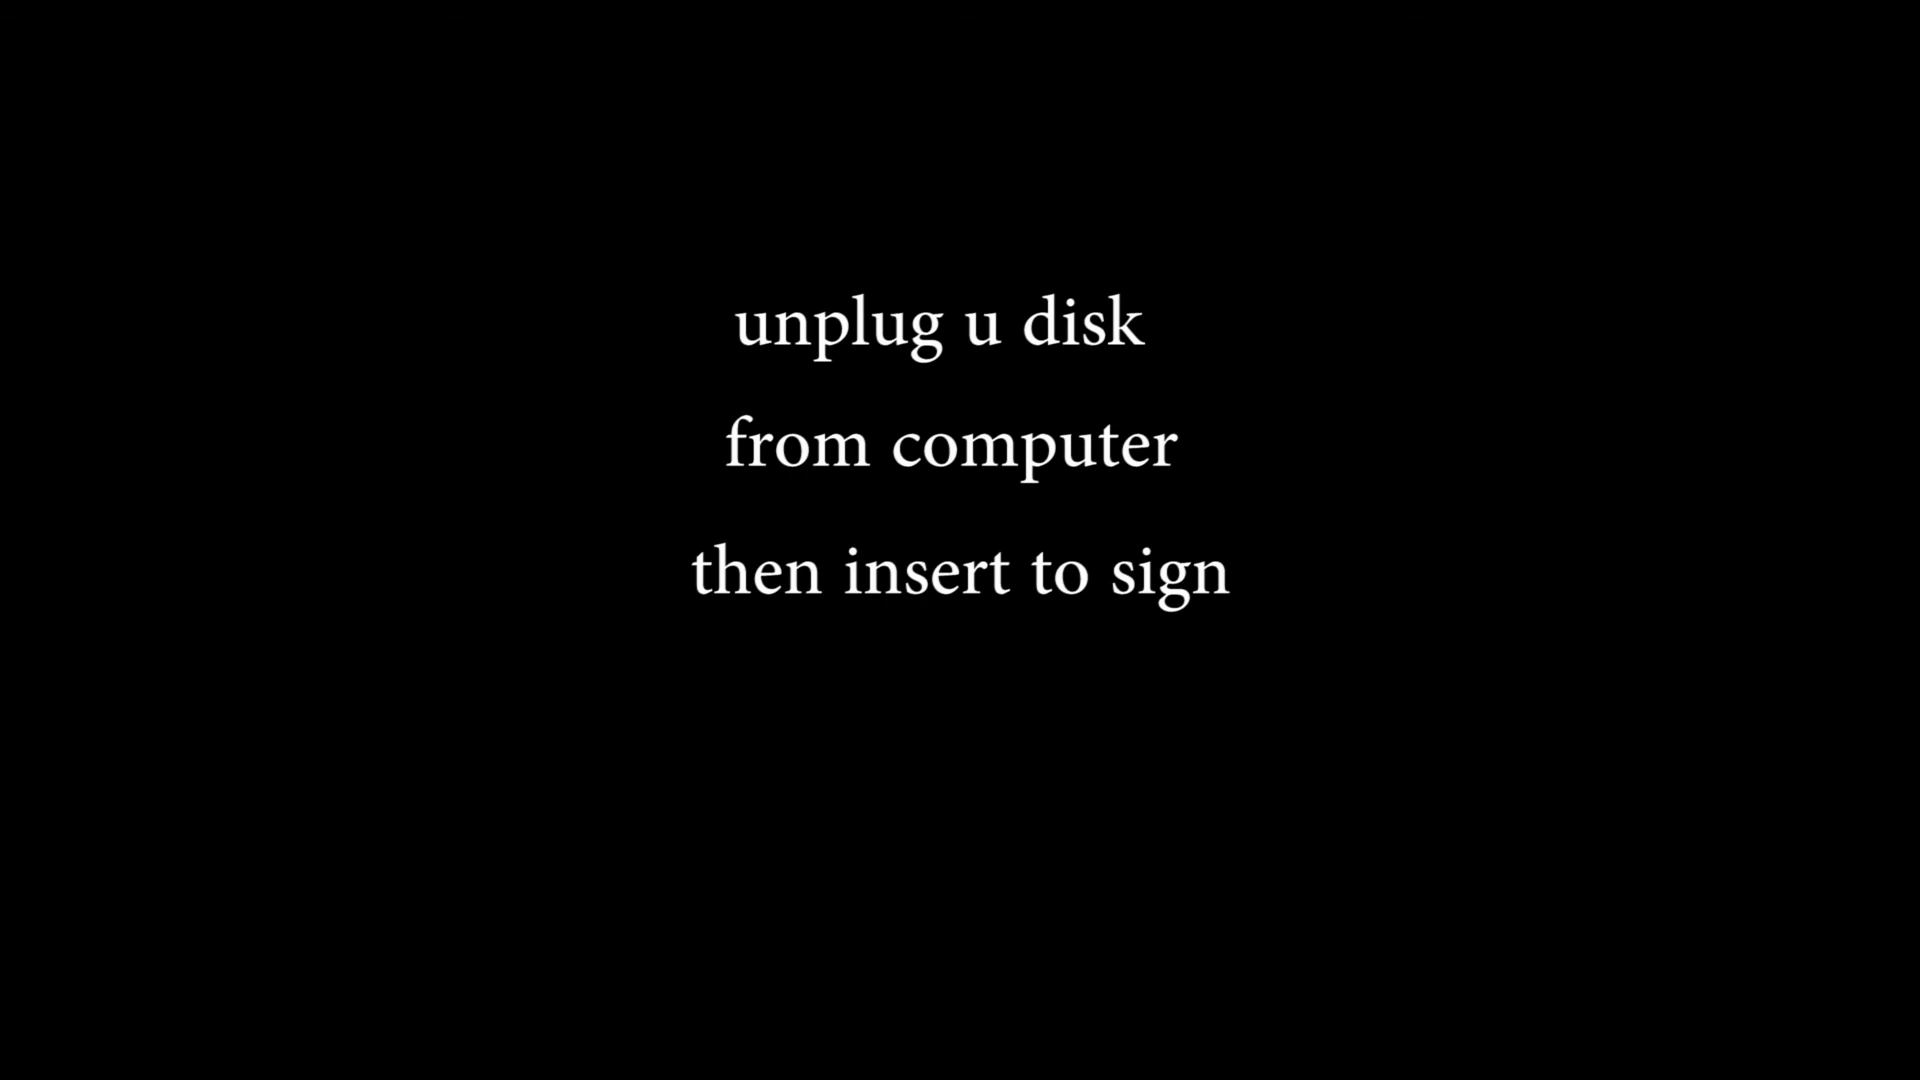 unplug u disk
from computer
then insert to sign